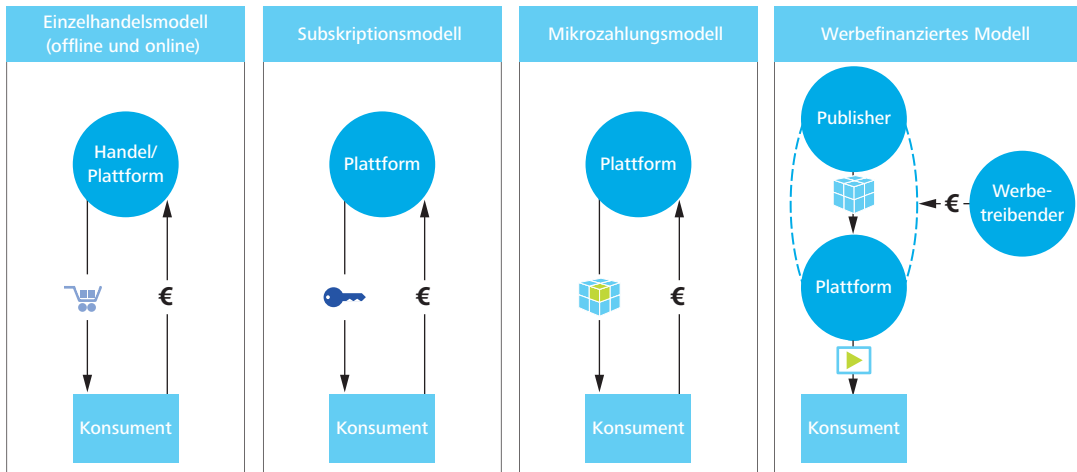 Einzelhandelsmodell
(offline und online)
Handel/
Plattform
€
Konsument
Subskriptionsmodell
Plattform
€
Konsument
Mikrozahlungsmodell
Plattform
€
Konsument
Werbefinanziertes Modell
Publisher
€
Werbe-
treibender
Plattform
Konsument